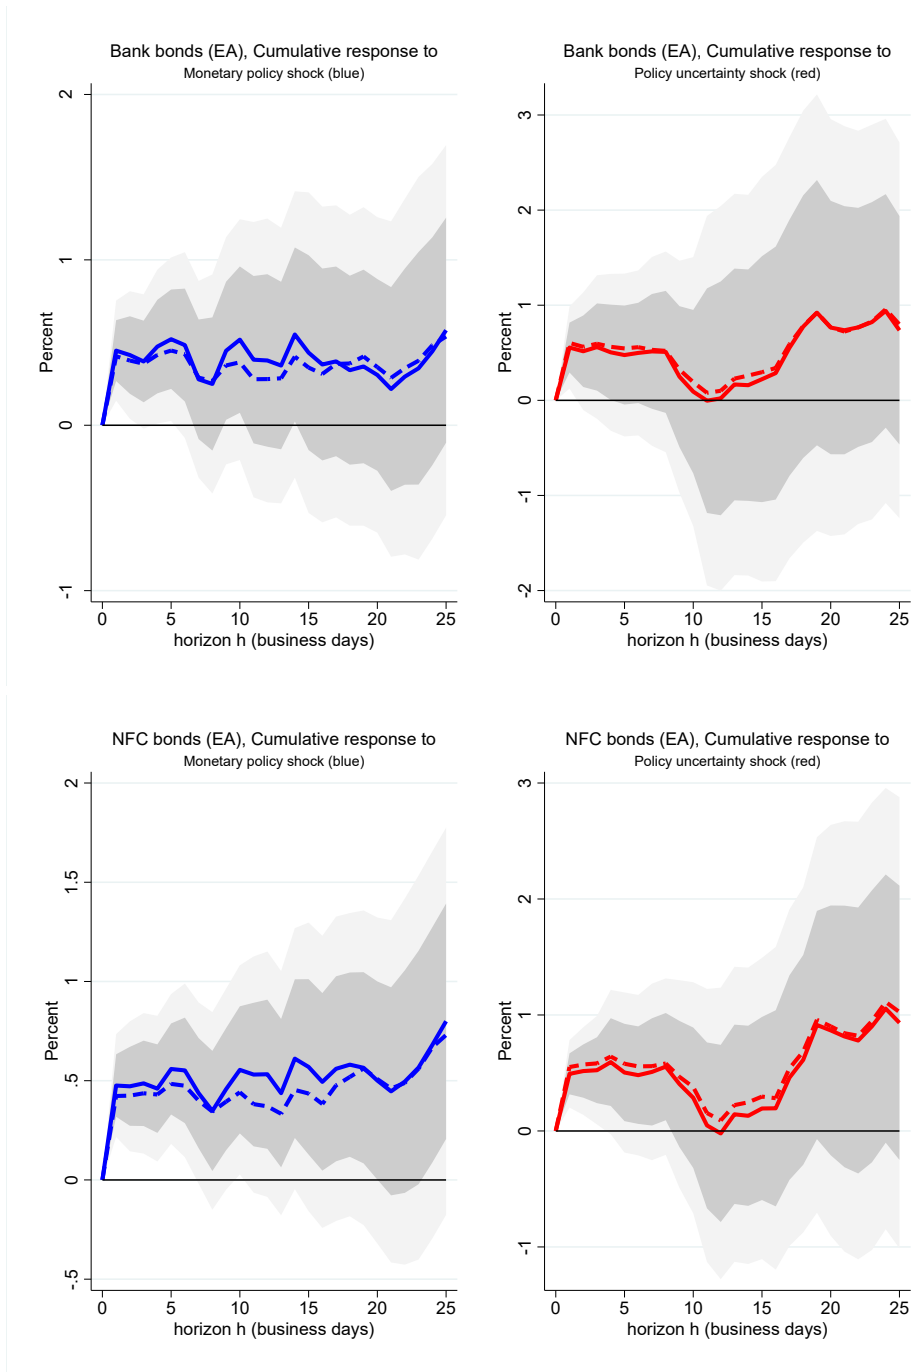 Bank bonds (EA), Cumulative response to
Monetary policy shock (blue)
2
1
0
-1
Percent
0 5 10 15 20 25
horizon h (business days)
Bank bonds (EA), Cumulative response to
Policy uncertainty shock (red)
3
2
1
0
-1
-2
Percent
0 5 10 15 20 25
horizon h (business days)
NFC bonds (EA), Cumulative response to
Monetary policy shock (blue)
2
1.5
1
.5
0
-.5
Percent
0 5 10 15 20 25
horizon h (business days)
NFC bonds (EA), Cumulative response to
Policy uncertainty shock (red)
3
2
1
0
-1
Percent
0 5 10 15 20 25
horizon h (business days)